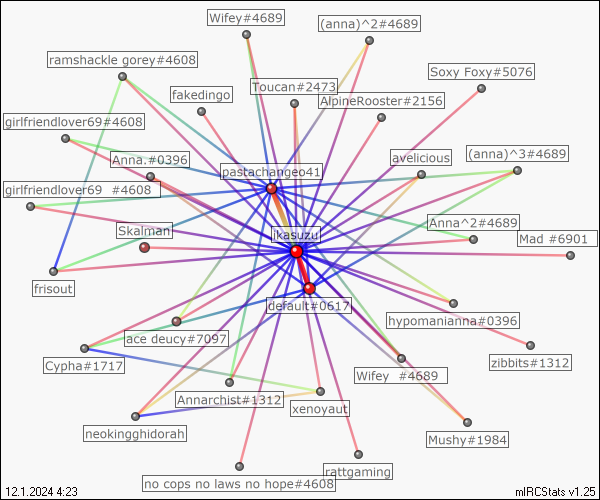 Wifey#4689
(anna)^2#4689
ramshackle gorey#4608
Soxy Foxy#5076
Toucan#2473
fakedingo
AlpineRooster#2156
girlfriendlover69#4608
Anna.#0396
avelicious
(anna)^3#4689
pastachangeo41
girlfriendlover69 #4608
Anna^2#4689
Skalman
jkasuzu
Mad #6901
frisout
default#0617
hypomanianna#0396
ace deucy#7097
zibbits#1312
Cypha#1717
Wifey #4689
Annarchist#1312
xenoyaut
neokingghidorah
Mushy#1984
no cops no laws no hope#4608
rattgaming
12.1.2024 4:23
mIRCStats v1.25